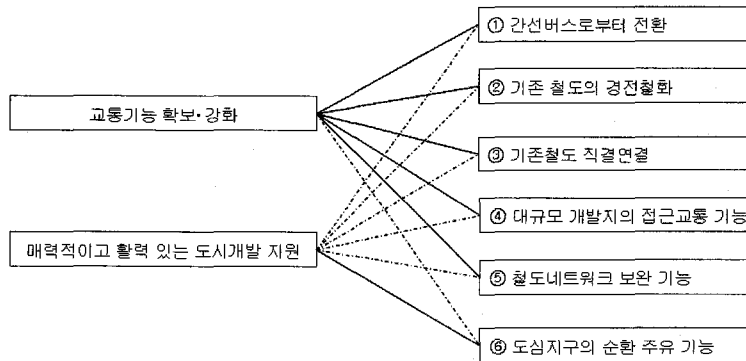 ① 간선버스로부터 전환
② 기존 철도의 경전철화
교통기능 확보·강화
③ 기존철도 직결연결
④ 대규모 개발지의 접근교통 기능
매력적이고 활력 있는 도시개발 지원
⑤ 철도네트워크 보완 기능
⑥ 도심지구의 순환 주유 기능